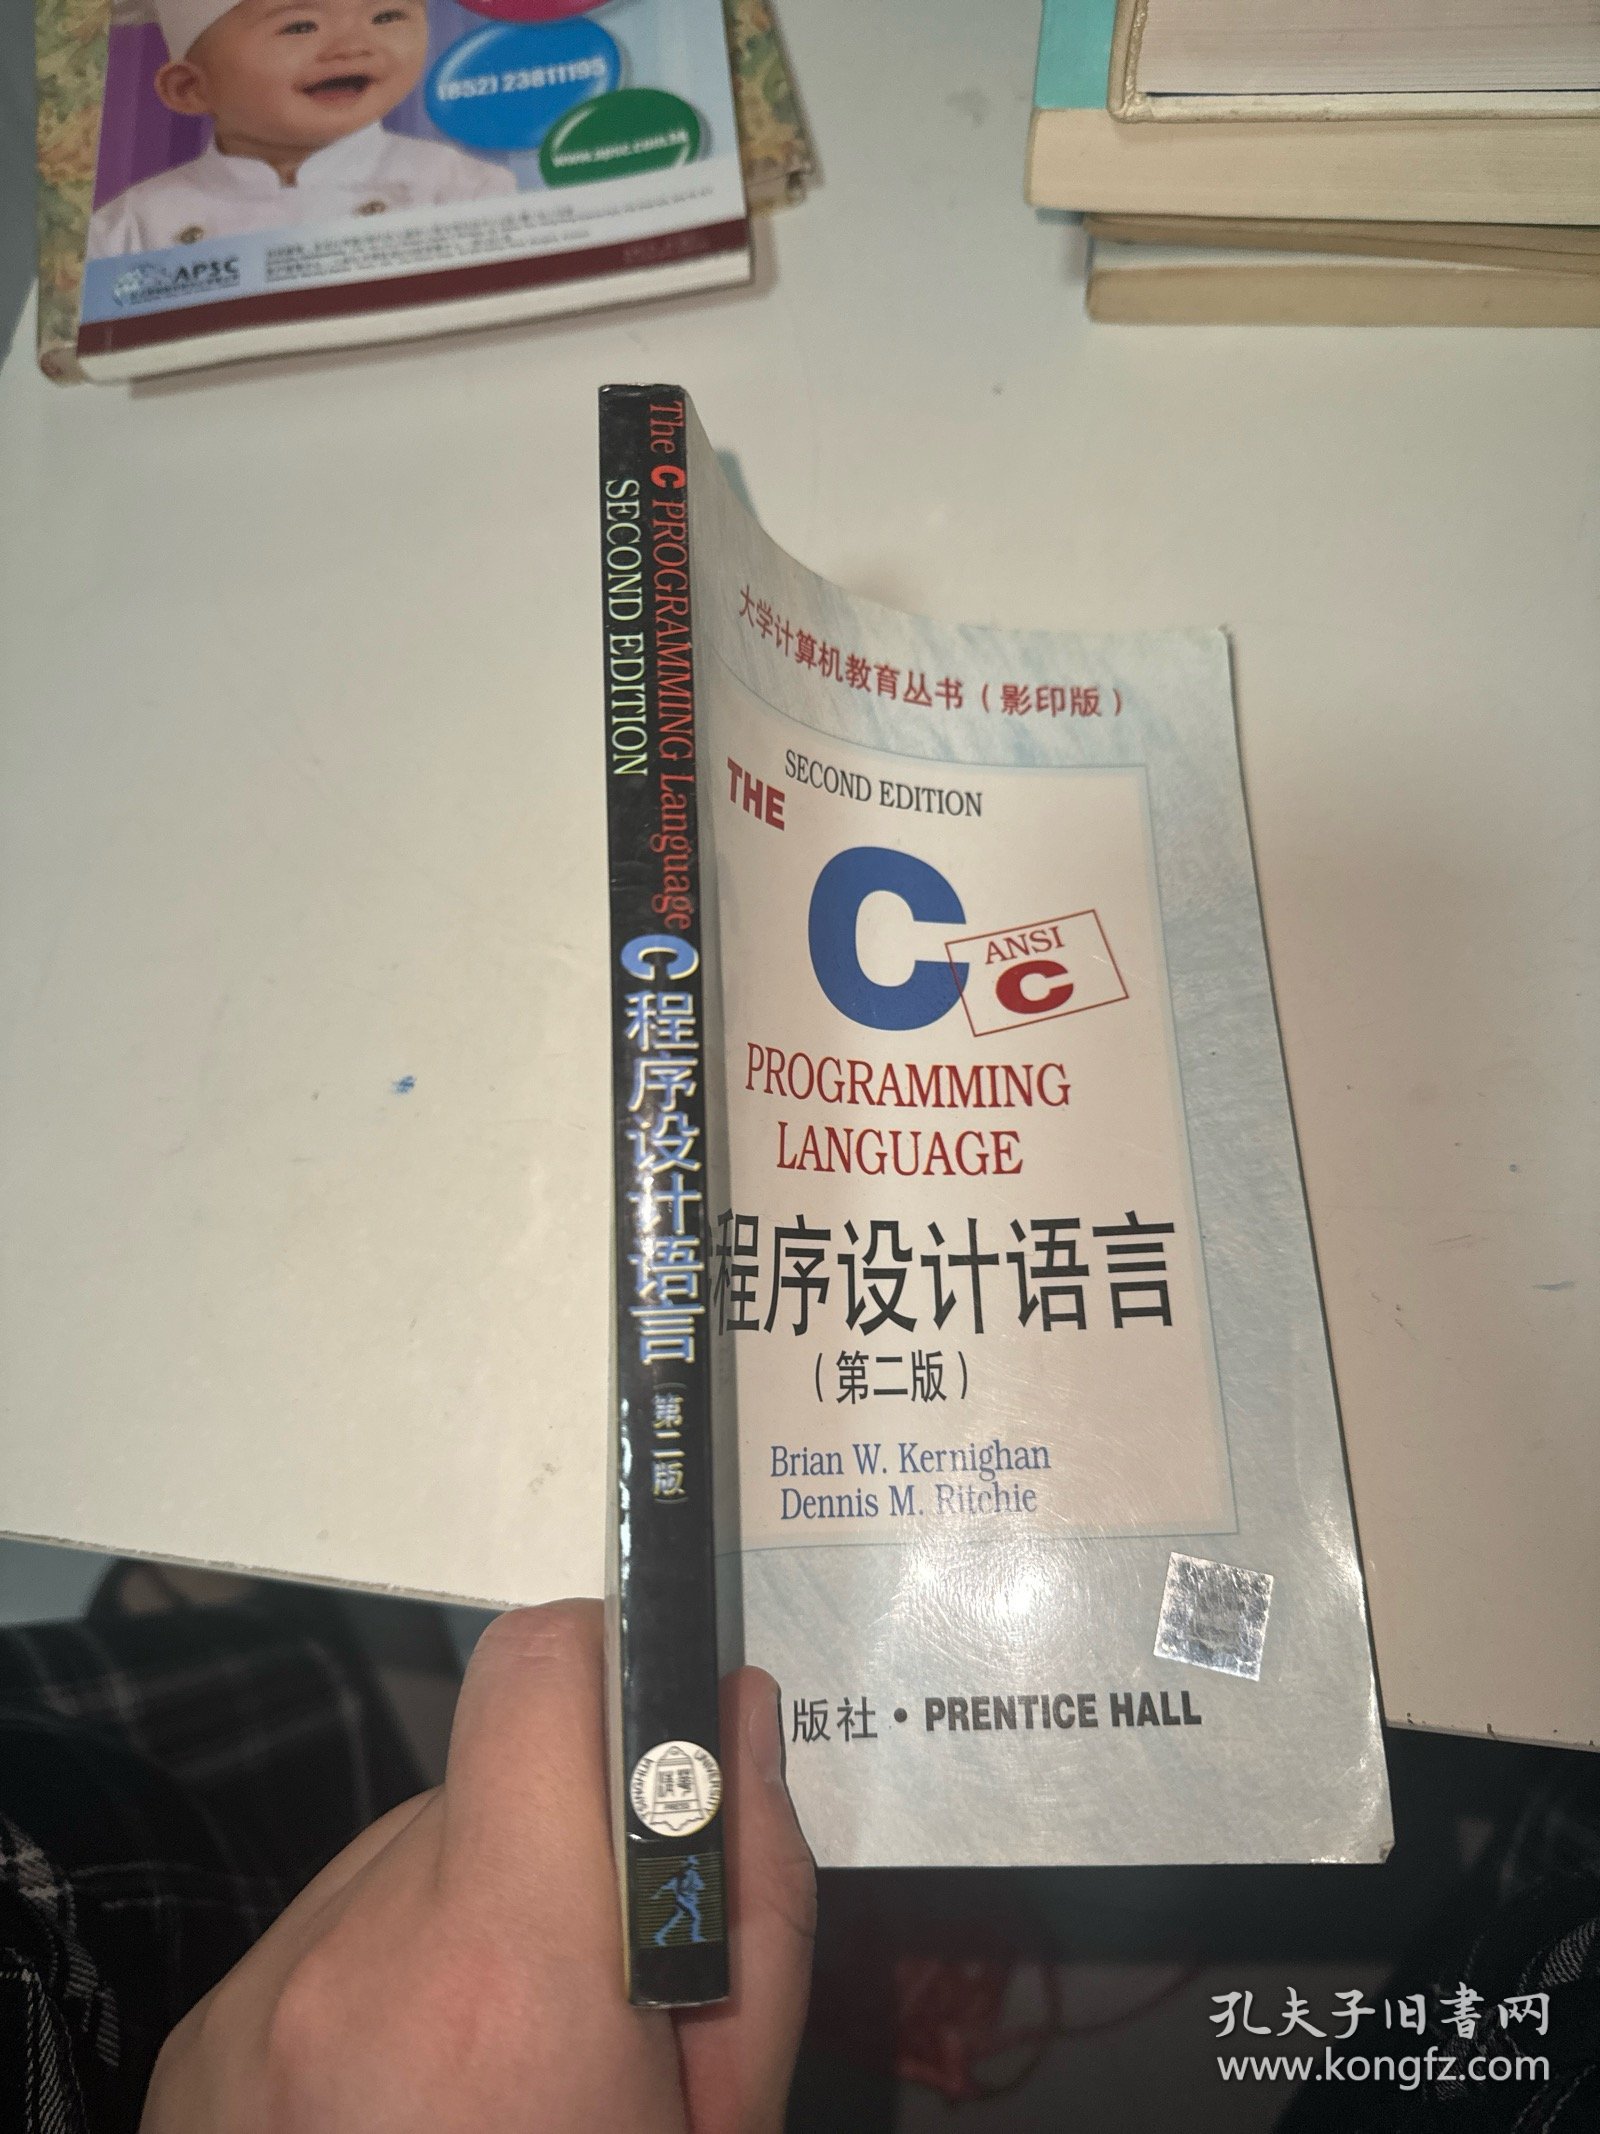 (852) 23811195
www.apsc.com.hk
APSC
The C PROGRAMMING Language
SECOND EDITION
C程序设计语言
(第二版)
TSINGHUA UNIVERSITY
PRESS
大学计算机教育丛书(影印版)
SECOND EDITION
THE
C
ANSI
C
PROGRAMMING
LANGUAGE
程序设计语言
(第二版)
Brian W. Kernighan
Dennis M. Ritchie
版社·PRENTICE HALL
孔夫子旧书网
www.kongfz.com